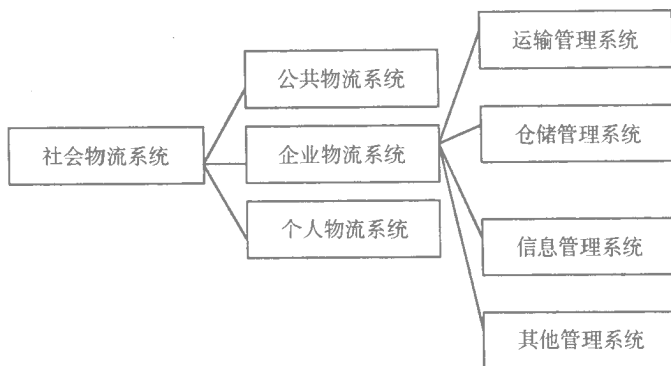 社会物流系统
公共物流系统
企业物流系统
个人物流系统
运输管理系统
仓储管理系统
信息管理系统
其他管理系统